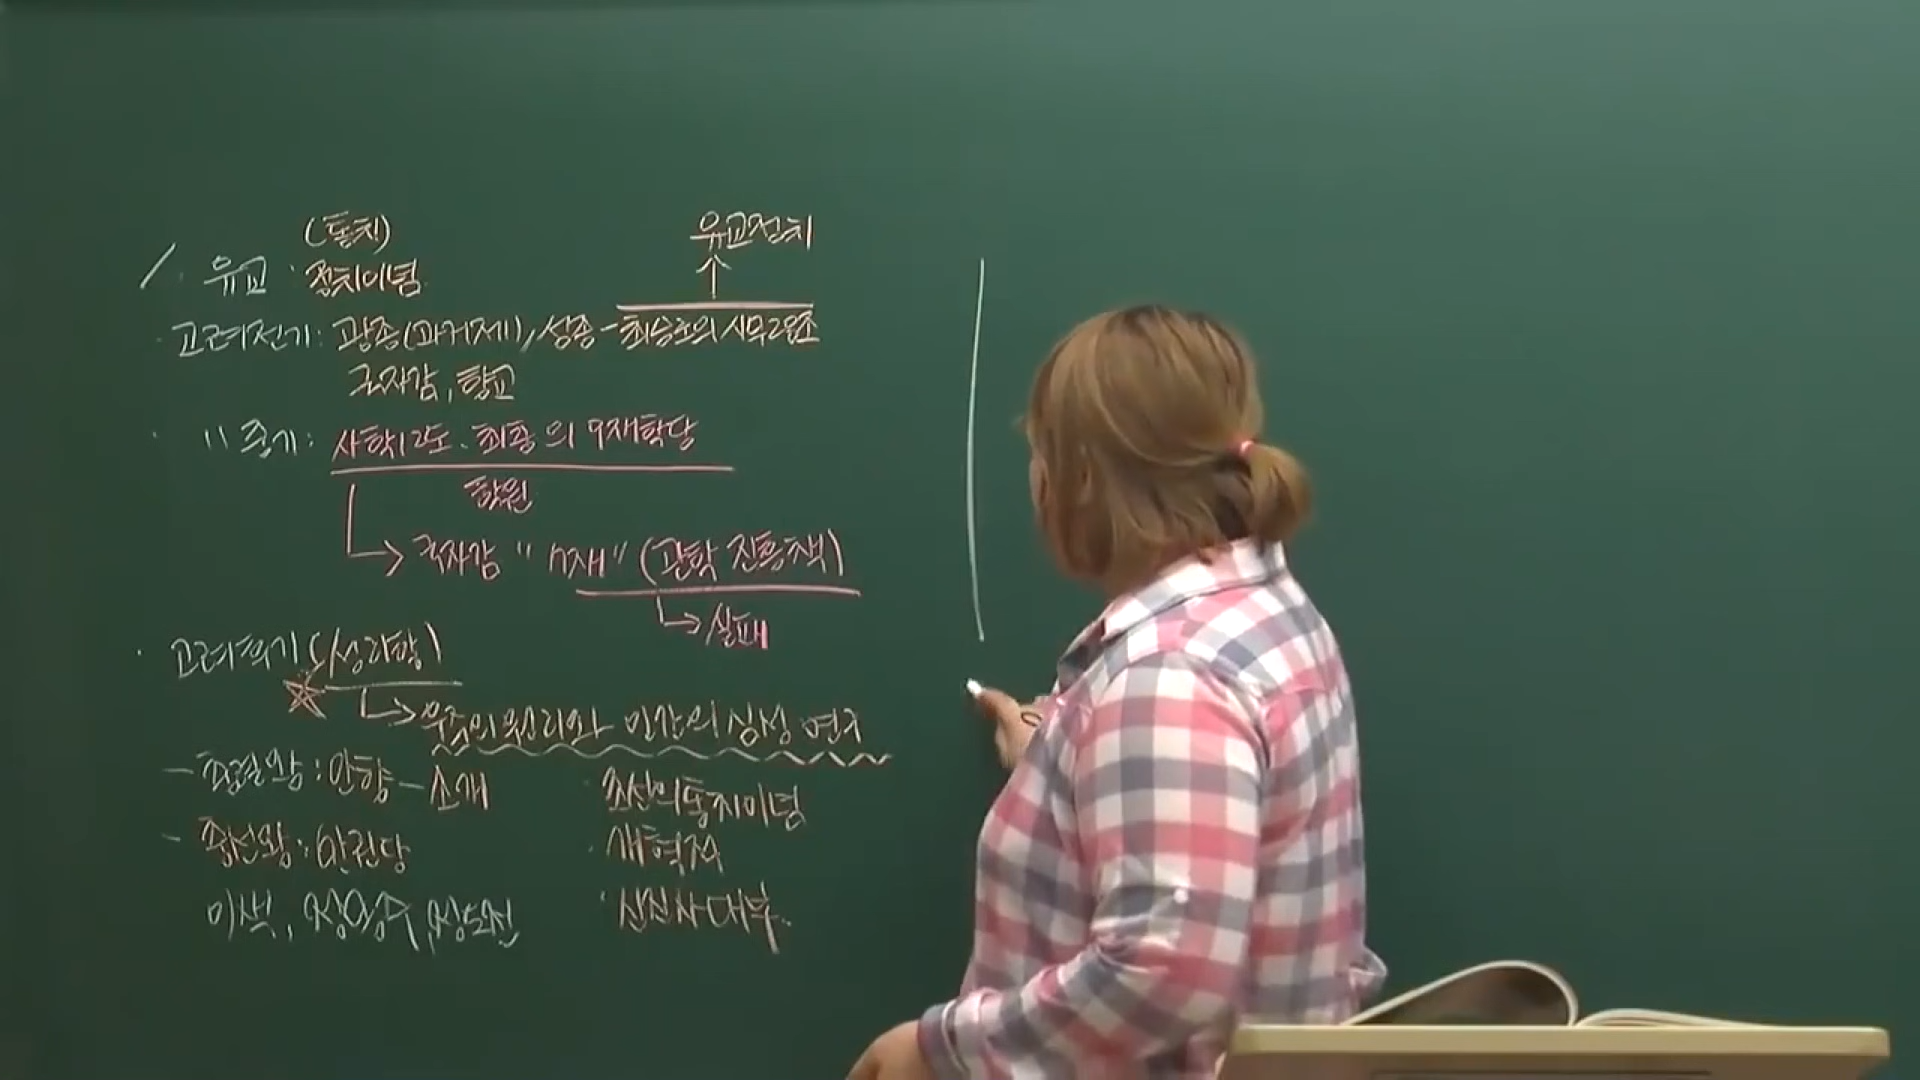 (통치)
유교정치
유교 : 정치이념
고려전기 : 광종(과거제), 성종-최승로의 시무28조
국자감, 향교
〃 중기 : 사학12도. 최충의 9재학당
학원
국자감 "7재" (관학 진흥책)
실패
고려후기 (성리학)
우주의 원리와 인간의 심성 연구
- 충렬왕 : 안향 - 소개
- 충선왕 : 만권당
이색, 정몽주, 정도전
· 조선의 통치이념
· 개혁적
· 신진사대부